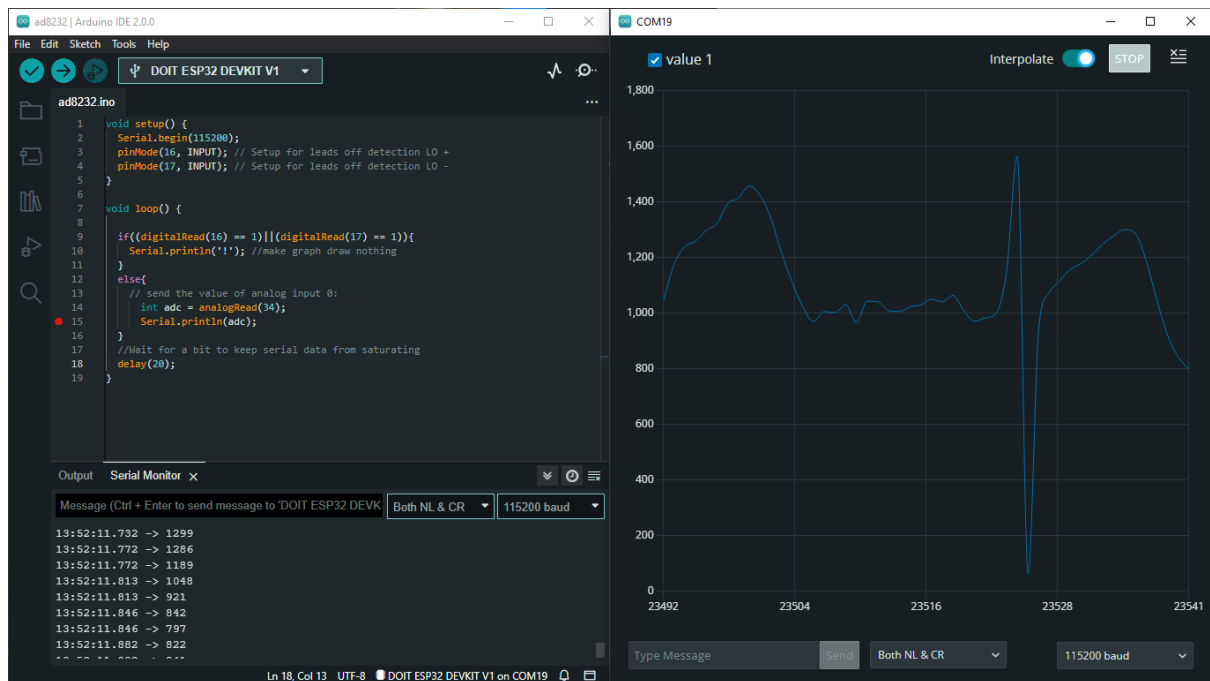 ad8232 | Arduino IDE 2.0.0
File Edit Sketch Tools Help
DOIT ESP32 DEVKIT V1
ad8232.ino
1 void setup() {
2 Serial.begin(115200);
3 pinMode(16, INPUT); // Setup for leads off detection LO +
4 pinMode(17, INPUT); // Setup for leads off detection LO -
5 }
6
7 void loop() {
8
9 if((digitalRead(16) == 1)||(digitalRead(17) == 1)){
10 Serial.println('!'); //make graph draw nothing
11 }
12 else{
13 // send the value of analog input 0:
14 int adc = analogRead(34);
15 Serial.println(adc);
16 }
17 //Wait for a bit to keep serial data from saturating
18 delay(20);
19 }
Output Serial Monitor
Message (Ctrl + Enter to send message to 'DOIT ESP32 DEVK
Both NL & CR
115200 baud
13:52:11.732 -> 1299
13:52:11.772 -> 1286
13:52:11.772 -> 1189
13:52:11.813 -> 1048
13:52:11.813 -> 921
13:52:11.846 -> 842
13:52:11.846 -> 797
13:52:11.882 -> 822
Ln 18, Col 13 UTF-8 DOIT ESP32 DEVKIT V1 on COM19
COM19
value 1
Interpolate
STOP
1,800
1,600
1,400
1,200
1,000
800
600
400
200
0
23492 23504 23516 23528 23541
Type Message
Send
Both NL & CR
115200 baud